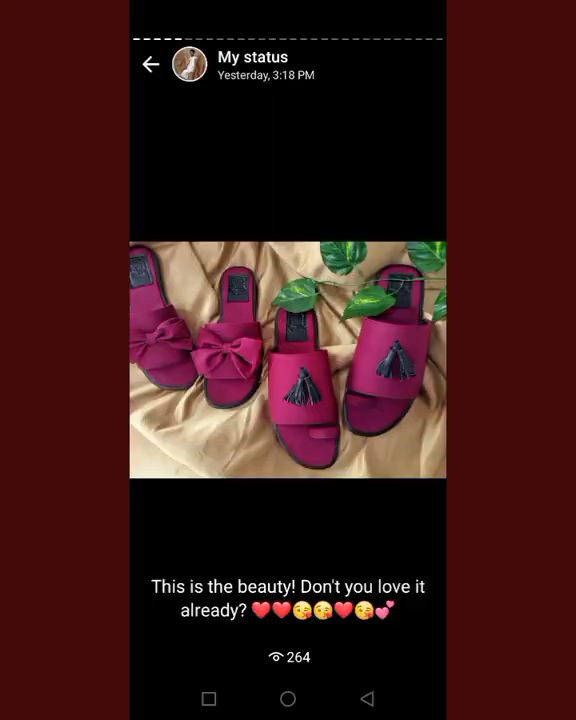 My status
Yesterday, 3:18 PM
This is the beauty! Don't you love it
already? ❤️❤️😘😘❤️😘💕
264